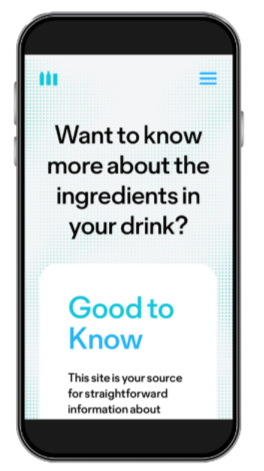 Want to know
more about the
ingredients in
your drink?
Good to
Know
This site is your source
for straightforward
information about